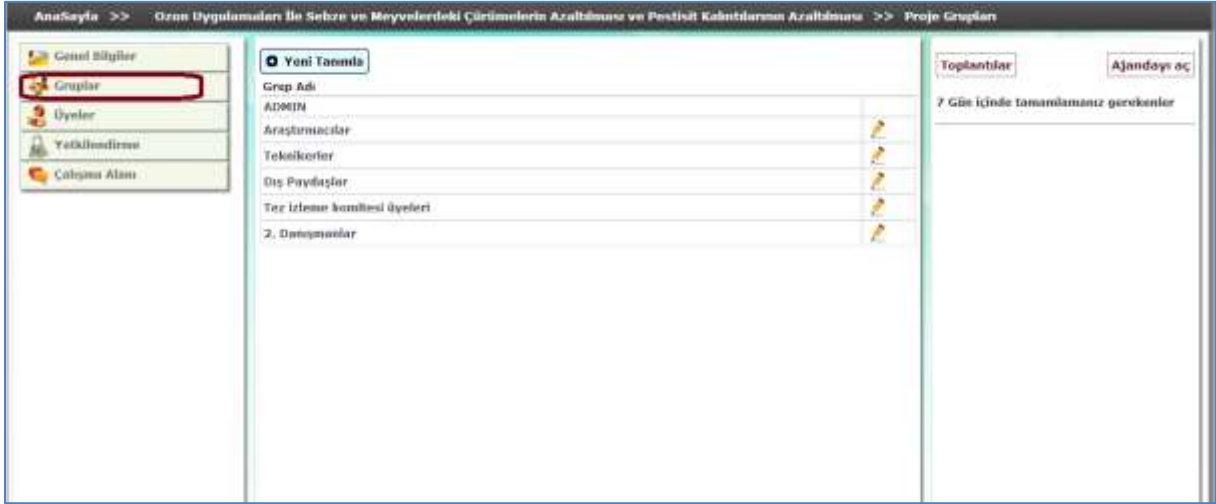 AnaSayfa >> Ozon Uygulamaları İle Sebze ve Meyvelerdeki Çürümelerin Azaltılması ve Pestisit Kalıntılarının Azaltılması >> Proje Grupları
Genel Bilgiler
Gruplar
Üyeler
Yetkilendirme
Çalışma Alanı
Yeni Tanımla
Grup Adı
ADMIN
Araştırmacılar
Teknikerler
Dış Paydaşlar
Tez izleme komitesi üyeleri
2. Danışmanlar
Toplantılar
Ajandayı aç
7 Gün içinde tamamlamanız gerekenler